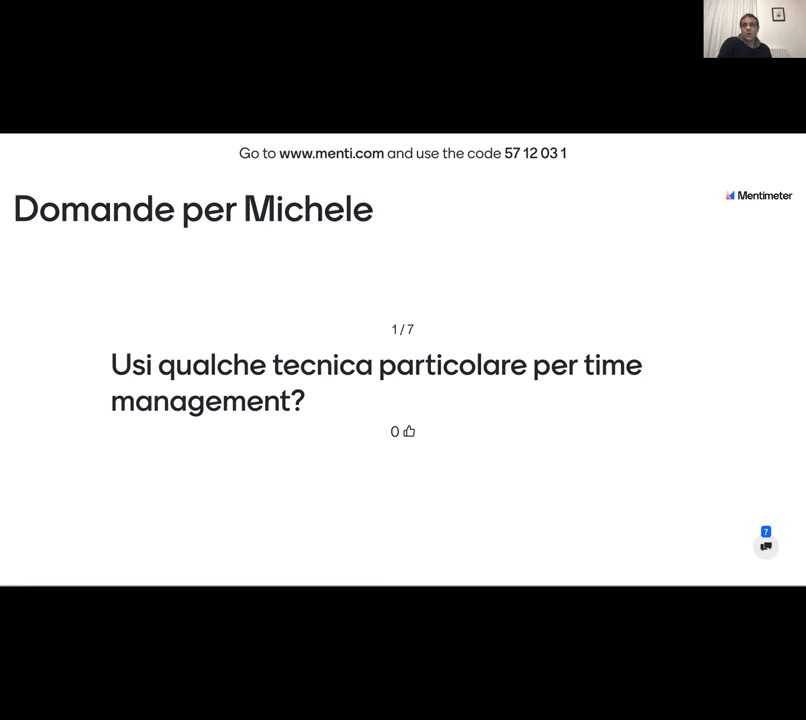 Go to www.menti.com and use the code 57 12 03 1
Domande per Michele
Mentimeter
1 / 7
Usi qualche tecnica particolare per time
management?
0
7